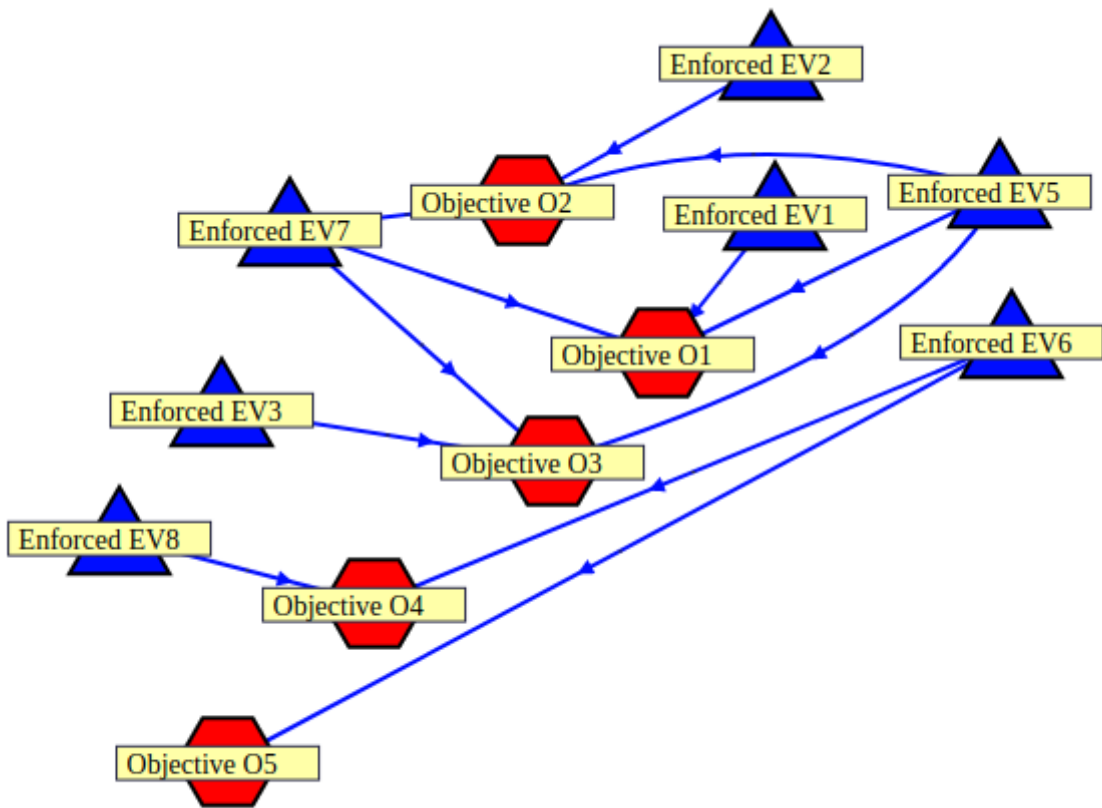 Enforced EV2
Enforced EV5
Objective O2
Enforced EV1
Enforced EV7
Enforced EV6
Objective O1
Enforced EV3
Objective O3
Enforced EV8
Objective O4
Objective O5